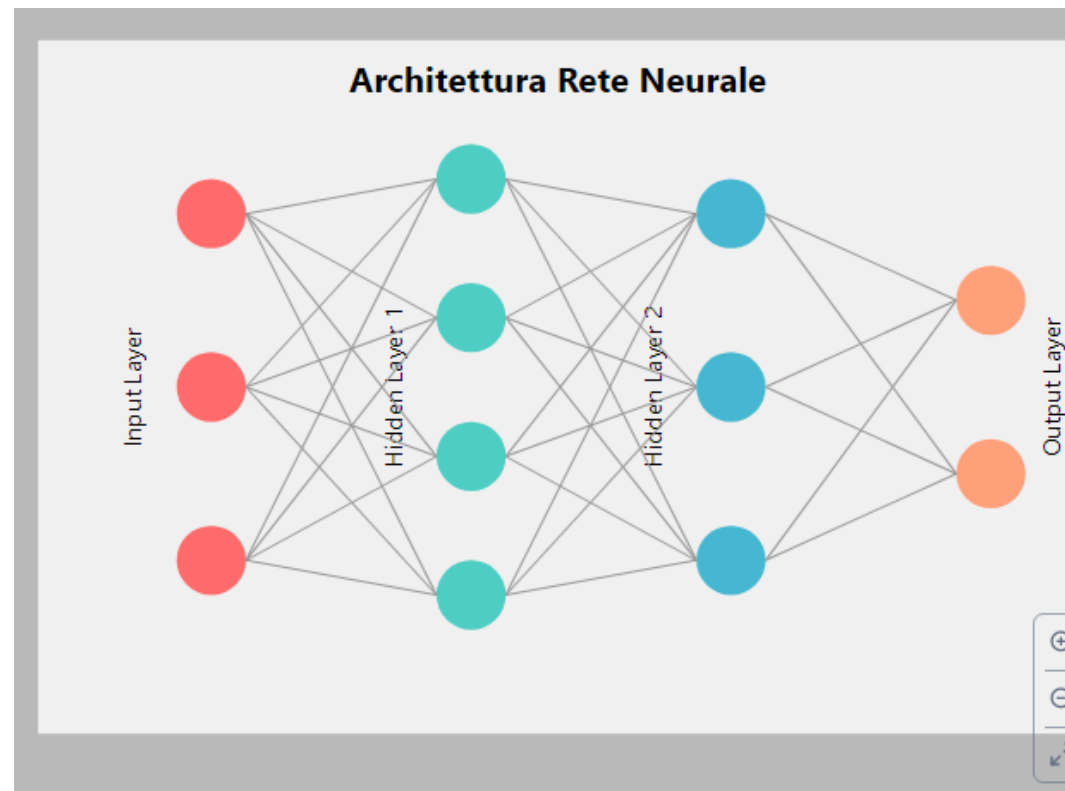 Architettura Rete Neurale
Input Layer
Hidden Layer 1
Hidden Layer 2
Output Layer